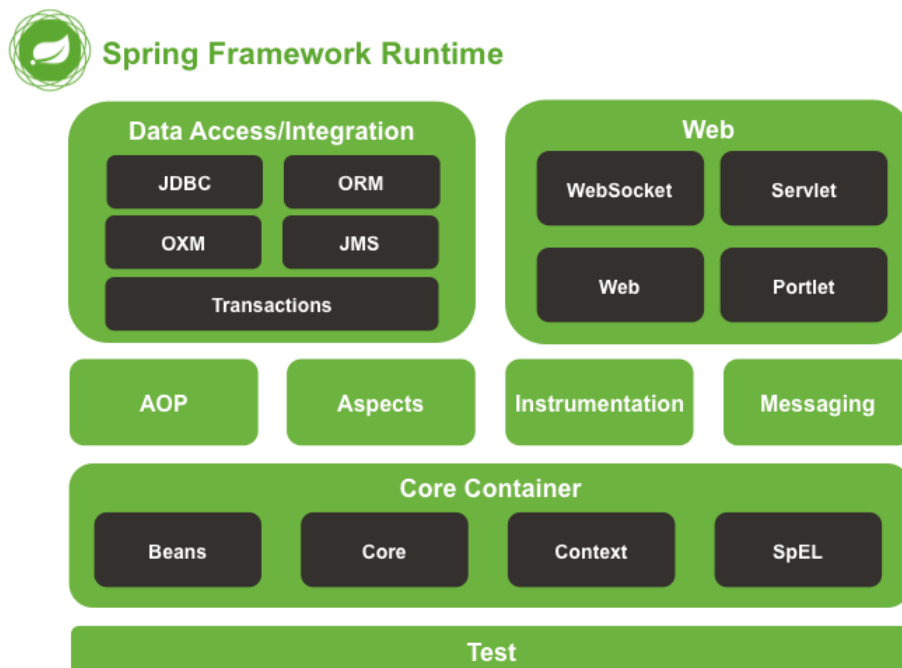 Spring Framework Runtime
Data Access/Integration
JDBC
ORM
OXM
JMS
Transactions
Web
WebSocket
Servlet
Web
Portlet
AOP
Aspects
Instrumentation
Messaging
Core Container
Beans
Core
Context
SpEL
Test